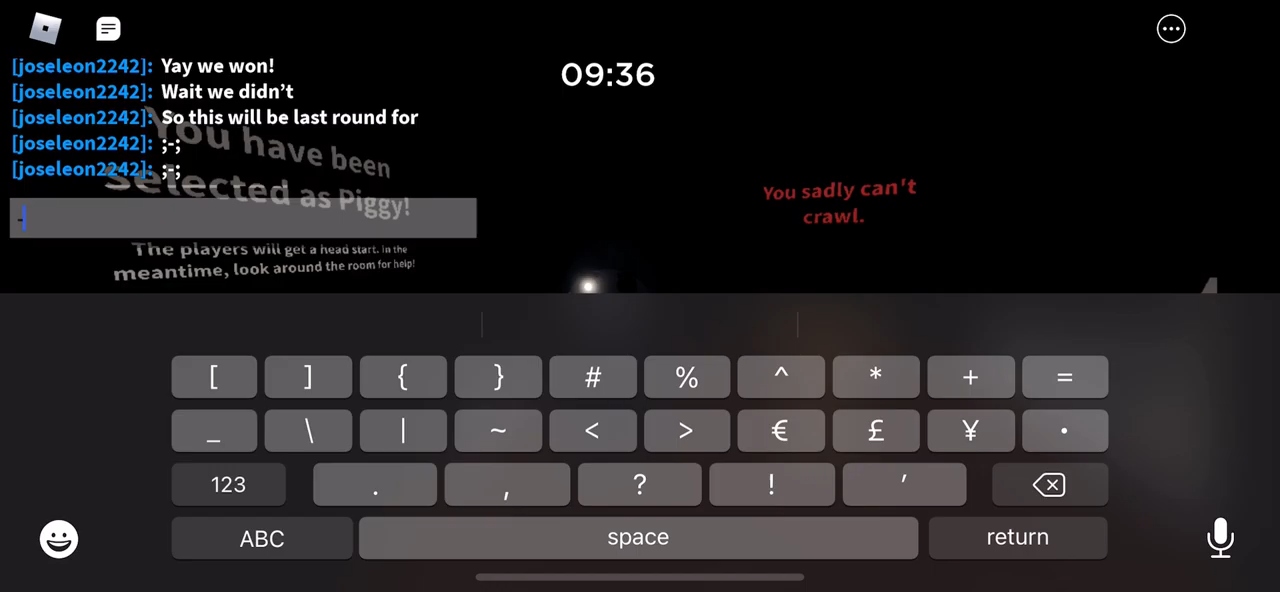 [joseleon2242]: Yay we won!
09:36
[joseleon2242]: Wait we didn’t
[joseleon2242]: So this will be last round for
[joseleon2242]: ;-;
[joseleon2242]: ;-;
You have been
selected as Piggy!
The players will get a head start. In the
meantime, look around the room for help!
You sadly can't
crawl.
-
[ ] { } # % ^ * + =
_ \ | ~ < > € £ ¥ •
123 . , ? ! ’
ABC space return